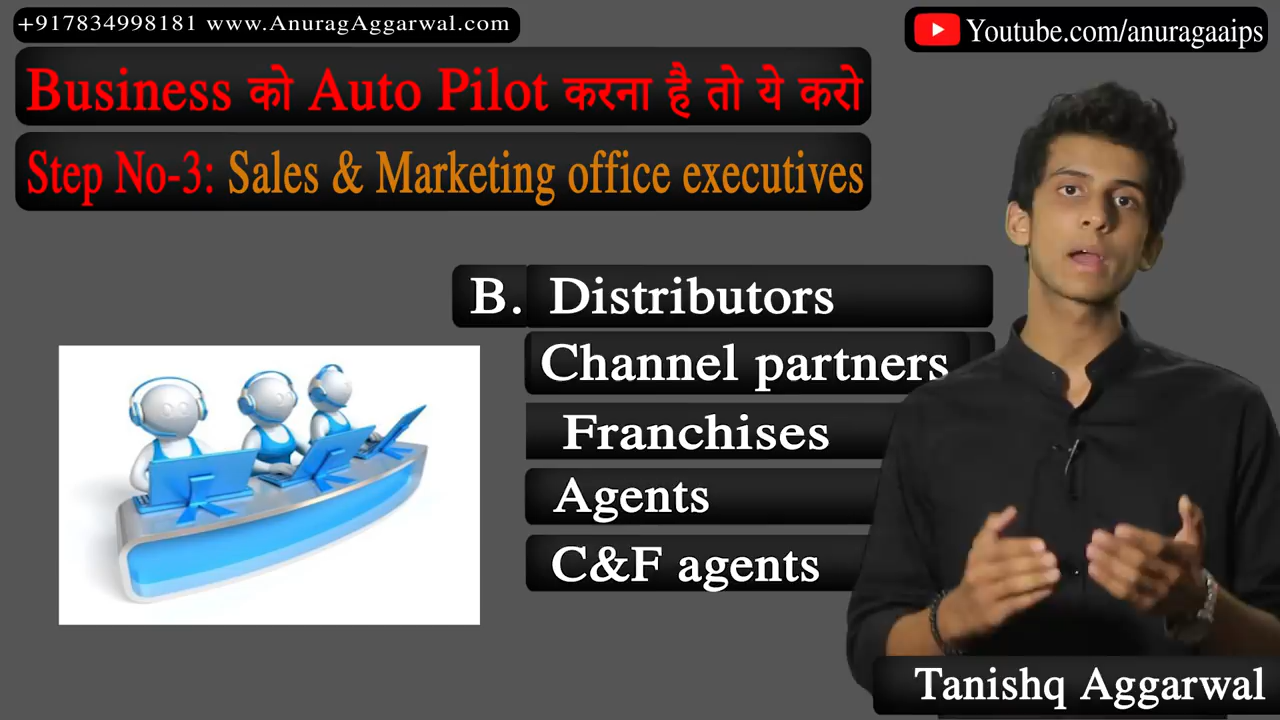 +917834998181 www.AnuragAggarwal.com
Youtube.com/anuragaaips
Business को Auto Pilot करना है तो ये करो
Step No-3: Sales & Marketing office executives
B. Distributors
Channel partners
Franchises
Agents
C&F agents
Tanishq Aggarwal